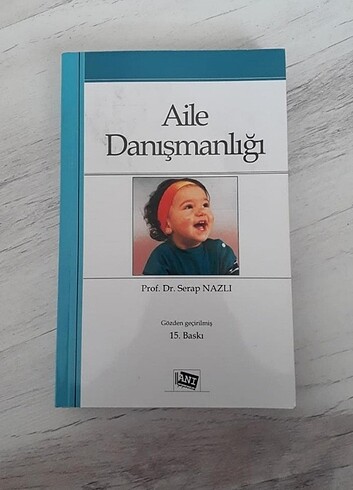 Aile
Danışmanlığı
Prof. Dr. Serap NAZLI
Gözden geçirilmiş
15. Baskı
ANI